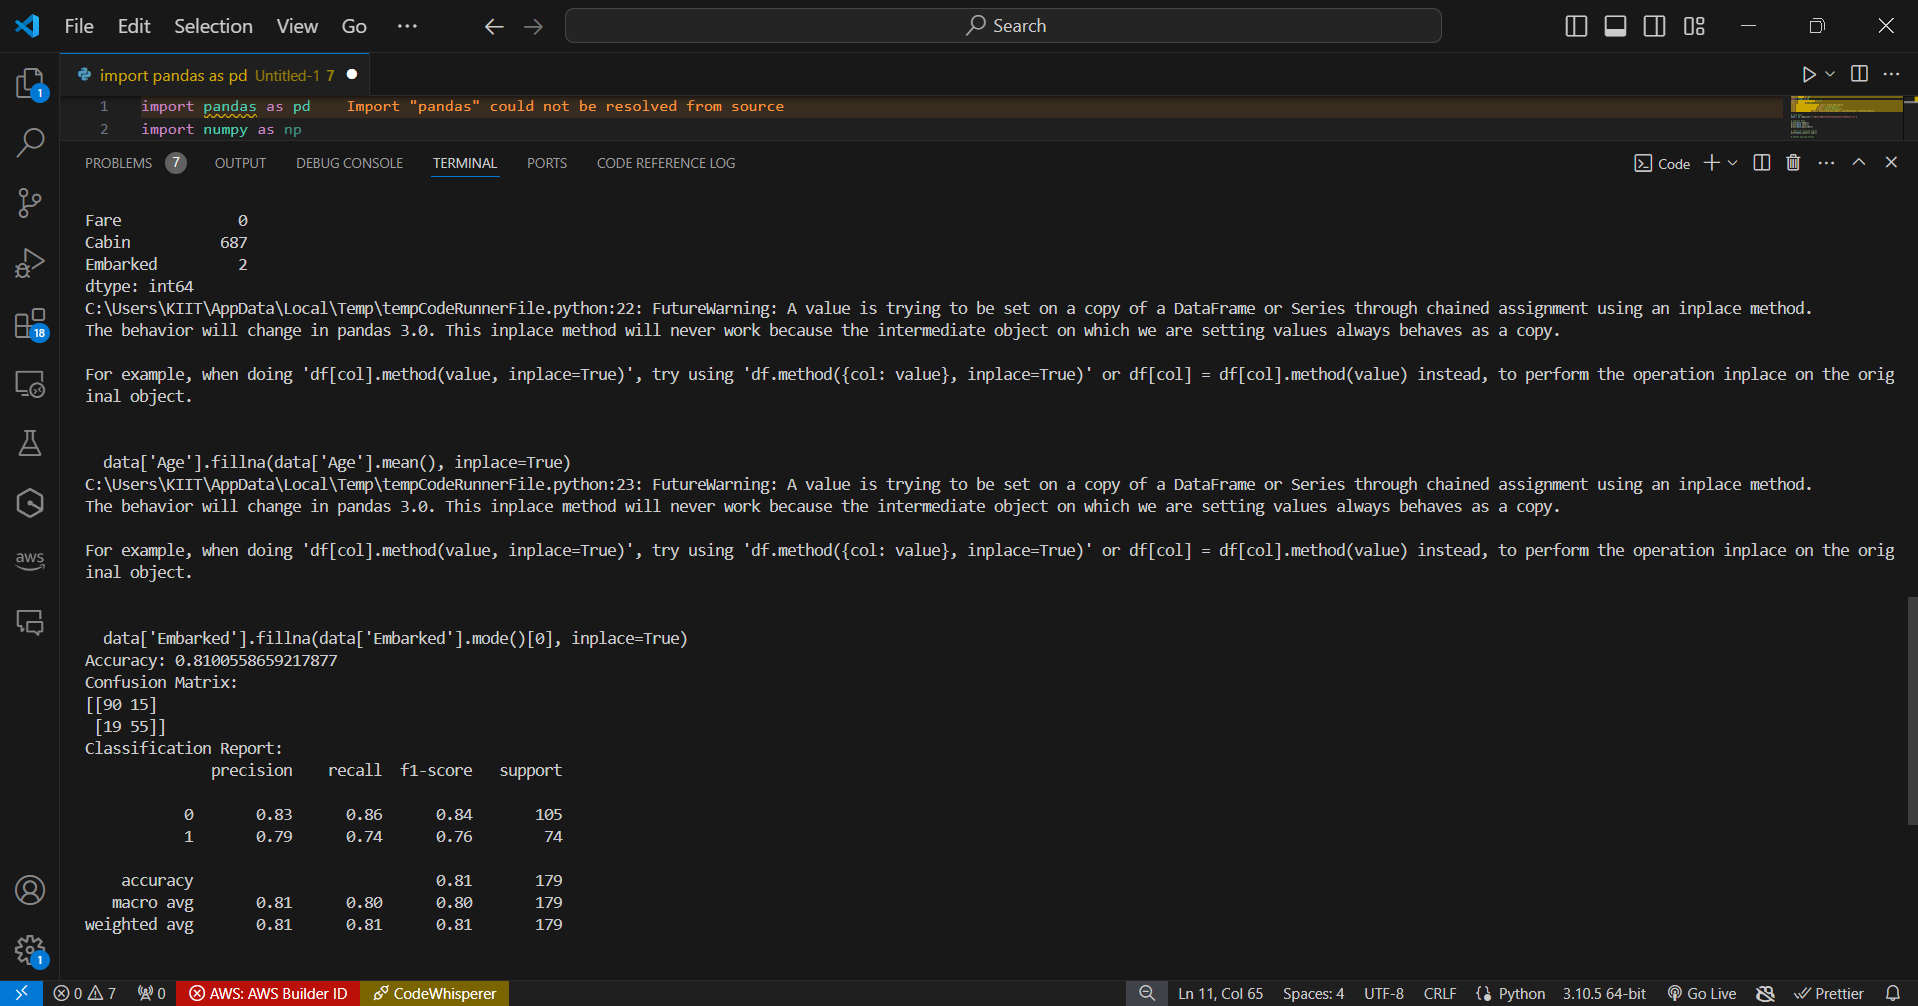 File Edit Selection View Go ··· Search
import pandas as pd Untitled-1 7
1 import pandas as pd Import "pandas" could not be resolved from source
2 import numpy as np
PROBLEMS 7 OUTPUT DEBUG CONSOLE TERMINAL PORTS CODE REFERENCE LOG Code
Fare 0
Cabin 687
Embarked 2
dtype: int64
C:\Users\KIIT\AppData\Local\Temp\tempCodeRunnerFile.python:22: FutureWarning: A value is trying to be set on a copy of a DataFrame or Series through chained assignment using an inplace method.
The behavior will change in pandas 3.0. This inplace method will never work because the intermediate object on which we are setting values always behaves as a copy.
For example, when doing 'df[col].method(value, inplace=True)', try using 'df.method({col: value}, inplace=True)' or df[col] = df[col].method(value) instead, to perform the operation inplace on the orig
inal object.
data['Age'].fillna(data['Age'].mean(), inplace=True)
C:\Users\KIIT\AppData\Local\Temp\tempCodeRunnerFile.python:23: FutureWarning: A value is trying to be set on a copy of a DataFrame or Series through chained assignment using an inplace method.
The behavior will change in pandas 3.0. This inplace method will never work because the intermediate object on which we are setting values always behaves as a copy.
For example, when doing 'df[col].method(value, inplace=True)', try using 'df.method({col: value}, inplace=True)' or df[col] = df[col].method(value) instead, to perform the operation inplace on the orig
inal object.
data['Embarked'].fillna(data['Embarked'].mode()[0], inplace=True)
Accuracy: 0.8100558659217877
Confusion Matrix:
[[90 15]
[19 55]]
Classification Report:
precision recall f1-score support
0 0.83 0.86 0.84 105
1 0.79 0.74 0.76 74
accuracy 0.81 179
macro avg 0.81 0.80 0.80 179
weighted avg 0.81 0.81 0.81 179
1
18
aws
1
0 7 0 AWS: AWS Builder ID CodeWhisperer Ln 11, Col 65 Spaces: 4 UTF-8 CRLF Python 3.10.5 64-bit Go Live Prettier